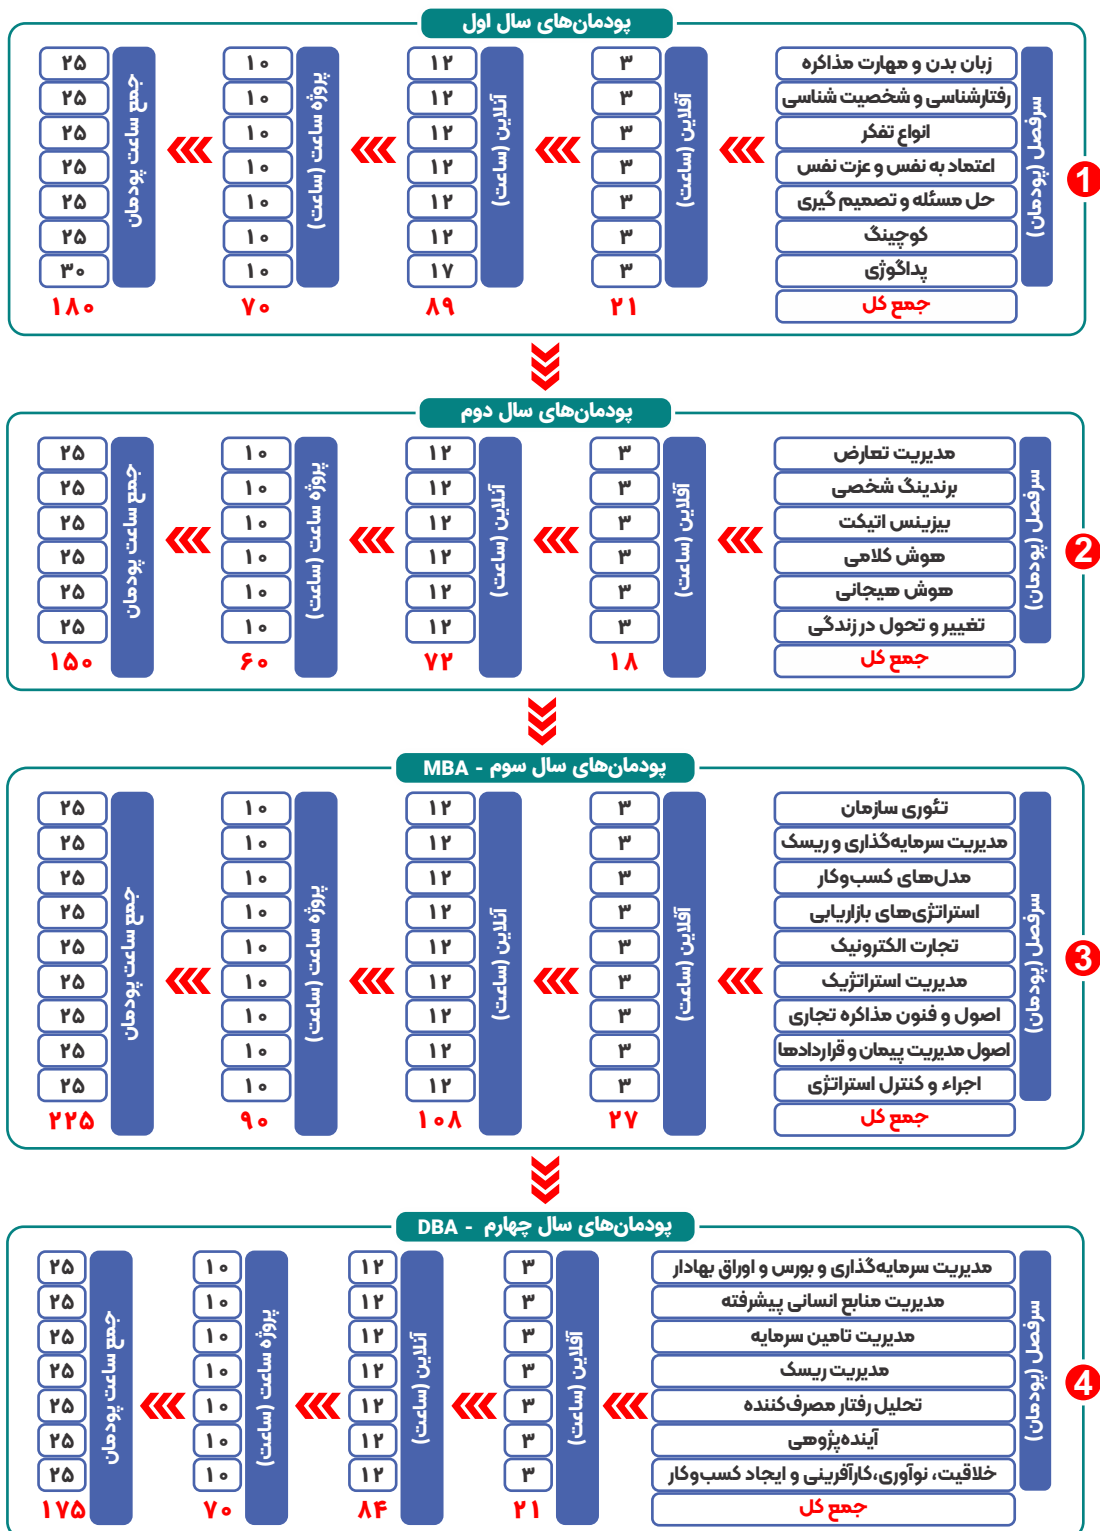 پودمان‌های سال اول
1
سرفصل (پودمان) آفلاین (ساعت) آنلاین (ساعت) پروژه ساعت (ساعت) جمع ساعت پودمان
زبان بدن و مهارت مذاکره ۳ ۱۲ ۱۰ ۲۵
رفتارشناسی و شخصیت شناسی ۳ ۱۲ ۱۰ ۲۵
انواع تفکر ۳ ۱۲ ۱۰ ۲۵
اعتماد به نفس و عزت نفس ۳ ۱۲ ۱۰ ۲۵
حل مسئله و تصمیم گیری ۳ ۱۲ ۱۰ ۲۵
کوچینگ ۳ ۱۲ ۱۰ ۲۵
پداگوژی ۳ ۱۷ ۱۰ ۳۰
جمع کل ۲۱ ۸۹ ۷۰ ۱۸۰
پودمان‌های سال دوم
2
سرفصل (پودمان) آفلاین (ساعت) آنلاین (ساعت) پروژه ساعت (ساعت) جمع ساعت پودمان
مدیریت تعارض ۳ ۱۲ ۱۰ ۲۵
برندینگ شخصی ۳ ۱۲ ۱۰ ۲۵
بیزینس اتیکت ۳ ۱۲ ۱۰ ۲۵
هوش کلامی ۳ ۱۲ ۱۰ ۲۵
هوش هیجانی ۳ ۱۲ ۱۰ ۲۵
تغییر و تحول در زندگی ۳ ۱۲ ۱۰ ۲۵
جمع کل ۱۸ ۷۲ ۶۰ ۱۵۰
پودمان‌های سال سوم - MBA
3
سرفصل (پودمان) آفلاین (ساعت) آنلاین (ساعت) پروژه ساعت (ساعت) جمع ساعت پودمان
تئوری سازمان ۳ ۱۲ ۱۰ ۲۵
مدیریت سرمایه‌گذاری و ریسک ۳ ۱۲ ۱۰ ۲۵
مدل‌های کسب‌وکار ۳ ۱۲ ۱۰ ۲۵
استراتژی‌های بازاریابی ۳ ۱۲ ۱۰ ۲۵
تجارت الکترونیک ۳ ۱۲ ۱۰ ۲۵
مدیریت استراتژیک ۳ ۱۲ ۱۰ ۲۵
اصول و فنون مذاکره تجاری ۳ ۱۲ ۱۰ ۲۵
اصول مدیریت پیمان و قراردادها ۳ ۱۲ ۱۰ ۲۵
اجراء و کنترل استراتژی ۳ ۱۲ ۱۰ ۲۵
جمع کل ۲۷ ۱۰۸ ۹۰ ۲۲۵
پودمان‌های سال چهارم - DBA
4
سرفصل (پودمان) آفلاین (ساعت) آنلاین (ساعت) پروژه ساعت (ساعت) جمع ساعت پودمان
مدیریت سرمایه‌گذاری و بورس و اوراق بهادار ۳ ۱۲ ۱۰ ۲۵
مدیریت منابع انسانی پیشرفته ۳ ۱۲ ۱۰ ۲۵
مدیریت تامین سرمایه ۳ ۱۲ ۱۰ ۲۵
مدیریت ریسک ۳ ۱۲ ۱۰ ۲۵
تحلیل رفتار مصرف‌کننده ۳ ۱۲ ۱۰ ۲۵
آینده‌پژوهی ۳ ۱۲ ۱۰ ۲۵
خلاقیت، نوآوری،کارآفرینی و ایجاد کسب‌وکار ۳ ۱۲ ۱۰ ۲۵
جمع کل ۲۱ ۸۴ ۷۰ ۱۷۵